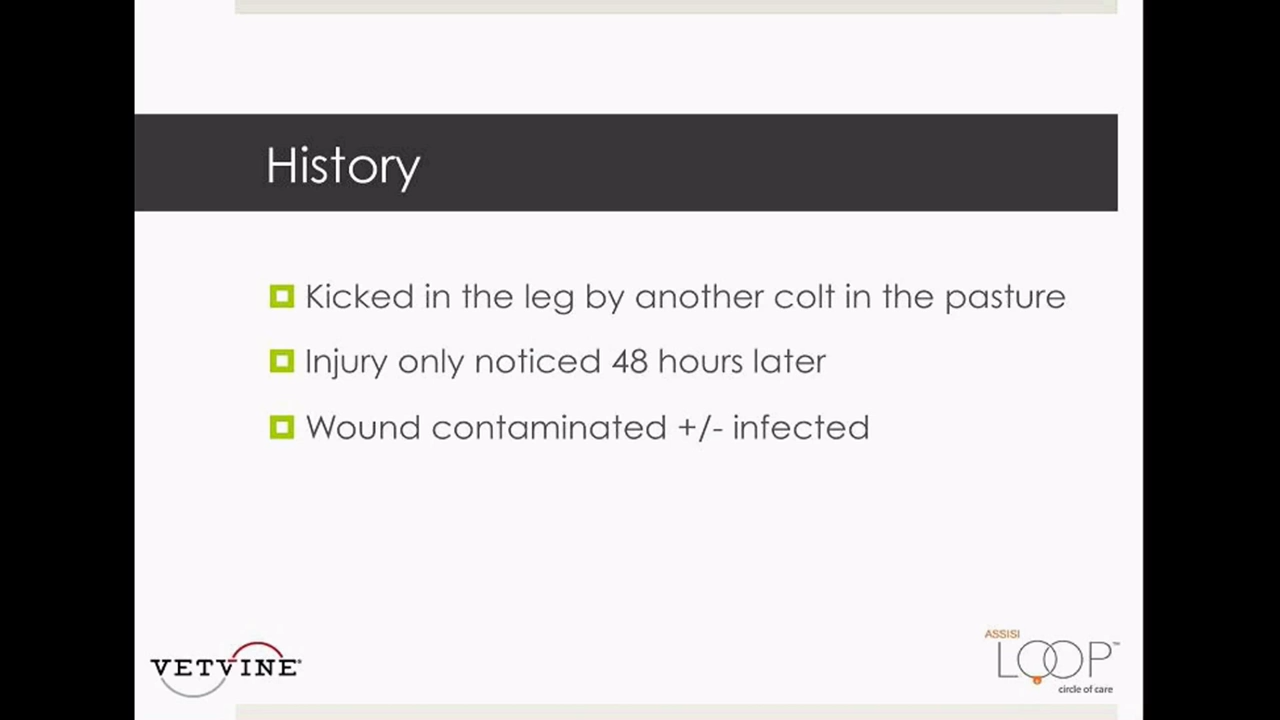 History
Kicked in the leg by another colt in the pasture
Injury only noticed 48 hours later
Wound contaminated +/- infected
VETVINE®
ASSISI
LOOP™
circle of care